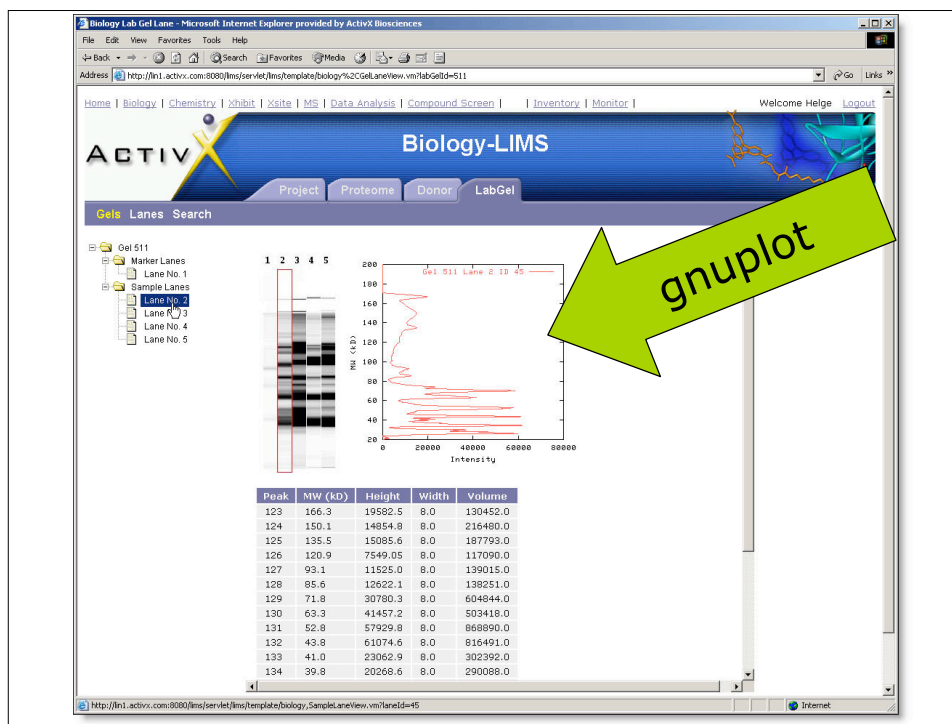 Biology Lab Gel Lane - Microsoft Internet Explorer provided by ActivX Biosciences
File Edit View Favorites Tools Help
Back Search Favorites Media
Address http://lin1.activx.com:8080/lims/servlet/lims/template/biology%2CGelLaneView.vm?labGelId=511 Go Links »
Home | Biology | Chemistry | Xhibit | Xsite | MS | Data Analysis | Compound Screen | | Inventory | Monitor | Welcome Helge Logout
ACTIVX
Biology-LIMS
Project Proteome Donor LabGel
Gels Lanes Search
gnuplot
Gel 511
Marker Lanes
Lane No. 1
Sample Lanes
Lane No. 2
Lane No. 3
Lane No. 4
Lane No. 5
1 2 3 4 5
Gel 511 Lane 2 ID 45
200
180
160
140
120
100
80
60
40
20
MW (kD)
0 20000 40000 60000 80000
Intensity
Peak MW (kD) Height Width Volume
123 166.3 19582.5 8.0 130452.0
124 150.1 14854.8 8.0 216480.0
125 135.5 15085.6 8.0 187793.0
126 120.9 7549.05 8.0 117090.0
127 93.1 11525.0 8.0 139015.0
128 85.6 12622.1 8.0 138251.0
129 71.8 30780.3 8.0 604844.0
130 63.3 41457.2 8.0 503418.0
131 52.8 57929.8 8.0 868890.0
132 43.8 61074.6 8.0 816491.0
133 41.0 23062.9 8.0 302392.0
134 39.8 20268.6 8.0 290088.0
http://lin1.activx.com:8080/lims/servlet/lims/template/biology,SampleLaneView.vm?laneId=45 Internet